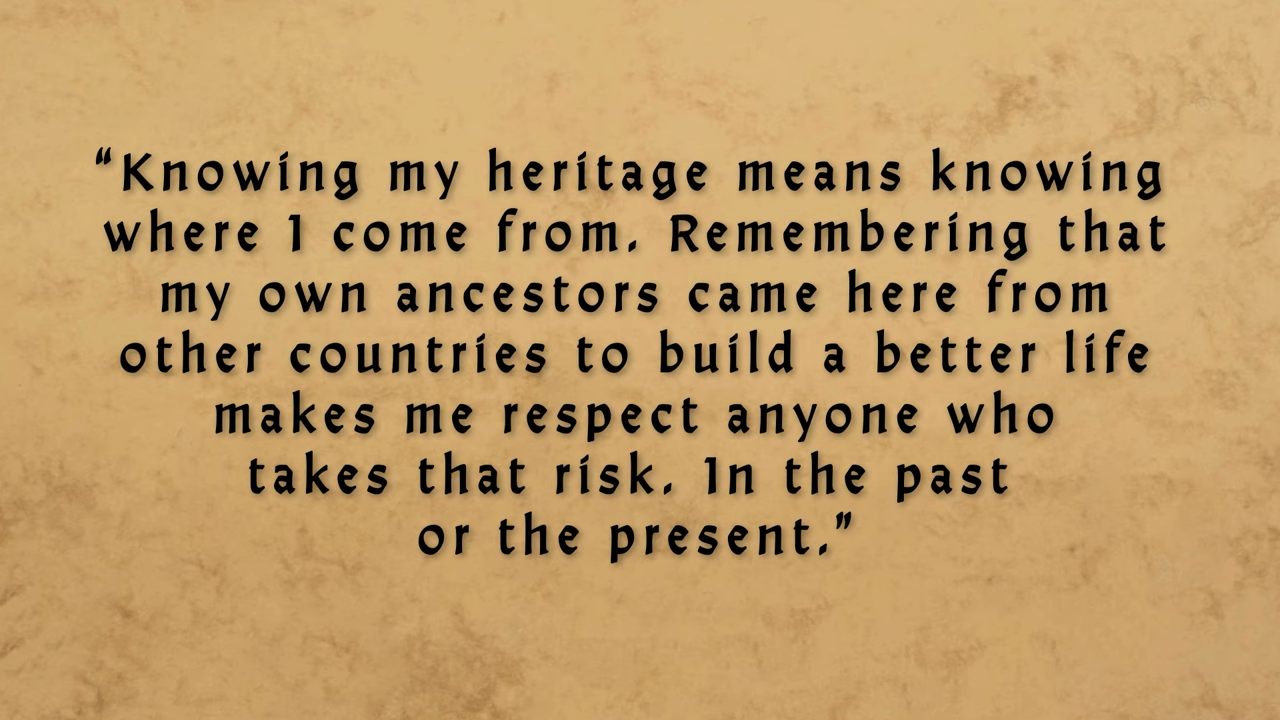 “Knowing my heritage means knowing
where I come from. Remembering that
my own ancestors came here from
other countries to build a better life
makes me respect anyone who
takes that risk. In the past
or the present.”